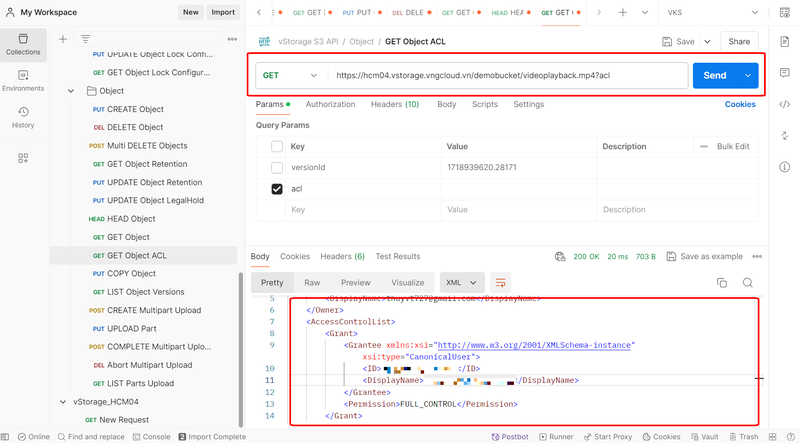 My Workspace
New
Import
GET
PUT
DEL DELE
GET
HEAD HEA
GET
VKS
Collections
Environments
History
PUT UPDATE Object Lock Confi...
GET GET Object Lock Configur...
Object
PUT CREATE Object
DEL DELETE Object
POST Multi DELETE Objects
GET GET Object Retention
PUT UPDATE Object Retention
PUT UPDATE Object LegalHold
HEAD HEAD Object
GET GET Object
GET GET Object ACL
PUT COPY Object
GET LIST Object Versions
POST CREATE Multipart Upload
PUT UPLOAD Part
POST COMPLETE Multipart Uplo...
DEL Abort Multipart Upload
GET LIST Parts Upload
vStorage_HCM04
GET New Request
HTTP vStorage S3 API / Object / GET Object ACL
Save
Share
GET
https://hcm04.vstorage.vngcloud.vn/demobucket/videoplayback.mp4?acl
Send
Params
Authorization
Headers (10)
Body
Scripts
Settings
Cookies
Query Params
Key Value Description ••• Bulk Edit
versionId 1718939620.28171
acl
Key Value Description
Body Cookies Headers (6) Test Results
200 OK 20 ms 703 B
Save as example
Pretty Raw Preview Visualize XML
5 <DisplayName>thuy.t727@gmail.com</DisplayName>
6 </Owner>
7 <AccessControlList>
8 <Grant>
9 <Grantee xmlns:xsi="http://www.w3.org/2001/XMLSchema-instance"
xsi:type="CanonicalUser">
10 <ID> :/ID>
11 <DisplayName> </DisplayName>
12 </Grantee>
13 <Permission>FULL_CONTROL</Permission>
14 </Grant>
Online
Find and replace
Console
Import Complete
Postbot
Runner
Start Proxy
Cookies
Vault
Trash